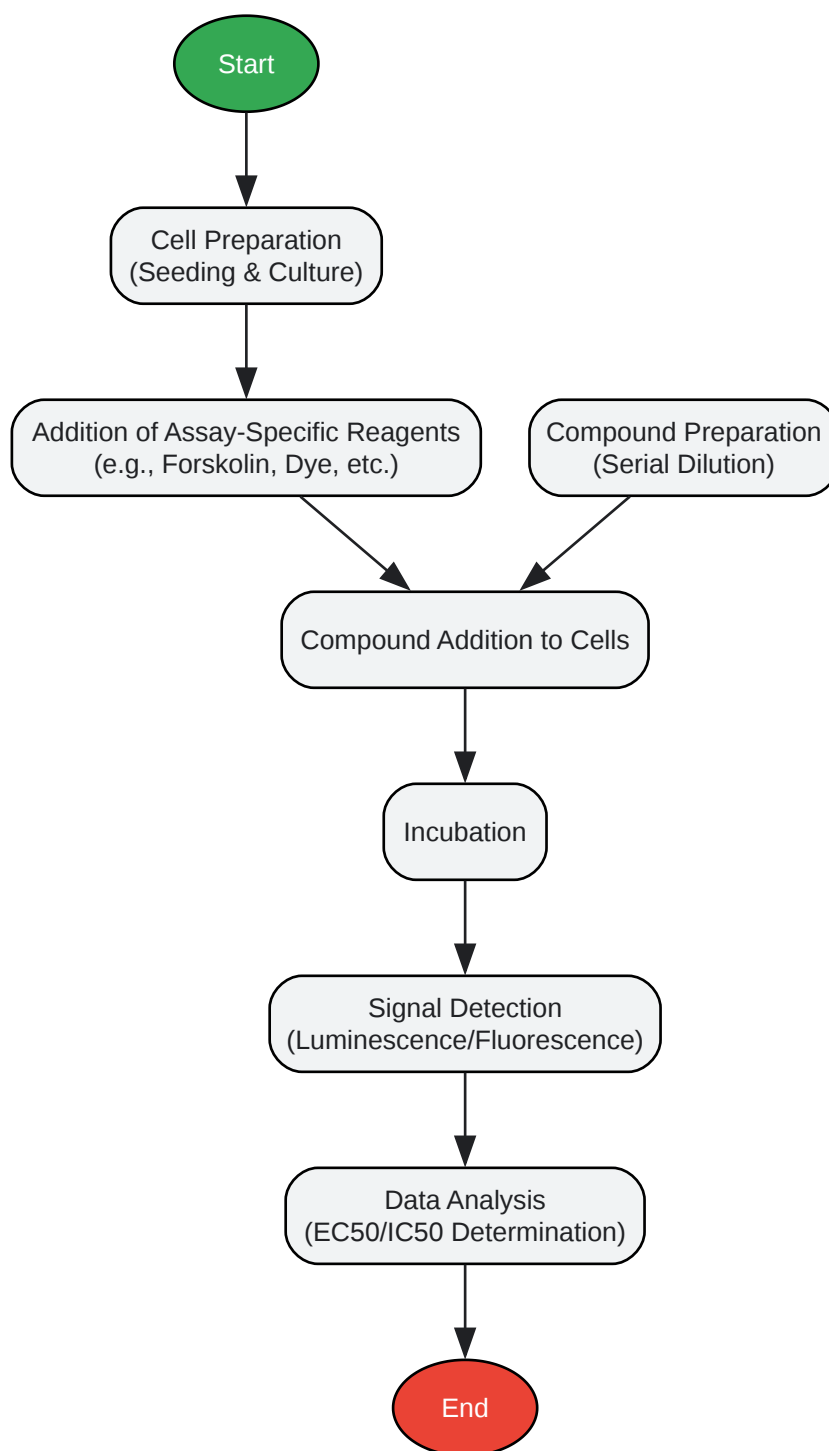 Start
Cell Preparation
(Seeding & Culture)
Addition of Assay-Specific Reagents
(e.g., Forskolin, Dye, etc.)
Compound Preparation
(Serial Dilution)
Compound Addition to Cells
Incubation
Signal Detection
(Luminescence/Fluorescence)
Data Analysis
(EC50/IC50 Determination)
End